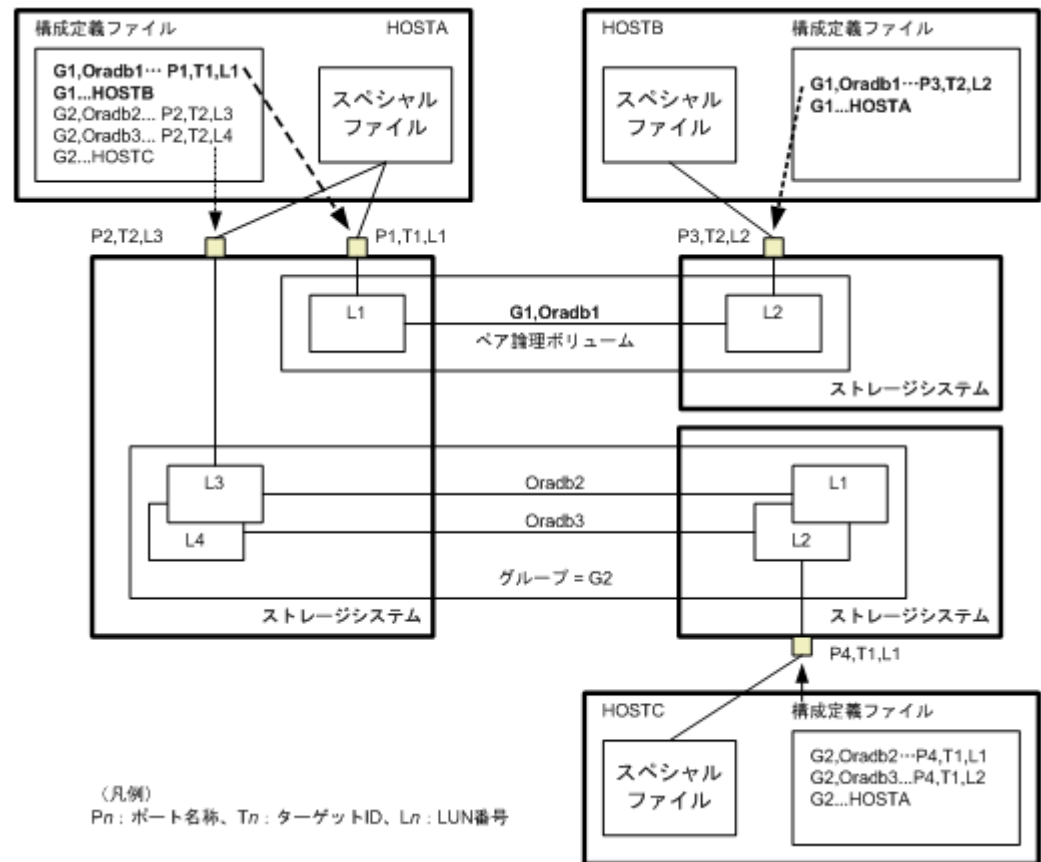 構成定義ファイル
HOSTA
G1,Oradb1… P1,T1,L1
G1...HOSTB
G2,Oradb2... P2,T2,L3
G2,Oradb3... P2,T2,L4
G2...HOSTC
スペシャル
ファイル
HOSTB
構成定義ファイル
スペシャル
ファイル
G1,Oradb1…P3,T2,L2
G1...HOSTA
P2,T2,L3
P1,T1,L1
P3,T2,L2
L1
G1,Oradb1
ペア論理ボリューム
L2
ストレージシステム
L3
L4
Oradb2
Oradb3
L1
L2
グループ = G2
ストレージシステム
ストレージシステム
P4,T1,L1
HOSTC
構成定義ファイル
スペシャル
ファイル
G2,Oradb2…P4,T1,L1
G2,Oradb3...P4,T1,L2
G2...HOSTA
（凡例）
Pn : ポート名称、Tn : ターゲットID、Ln : LUN番号